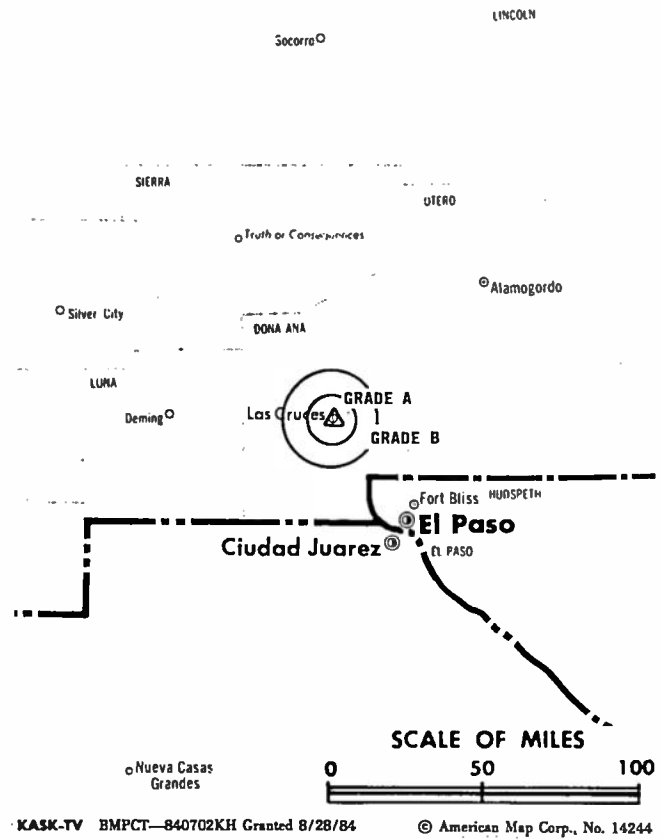 LINCOLN
Socorro
SIERRA
OTERO
Truth or Consequences
Alamogordo
Silver City
DONA ANA
LUNA
GRADE A
Deming
Las Cruces
GRADE B
Fort Bliss
HUDSPETH
El Paso
Ciudad Juarez
EL PASO
SCALE OF MILES
Nueva Casas
Grandes
0 50 100
KASK-TV BMPCT—840702KH Granted 8/28/84
© American Map Corp., No. 14244